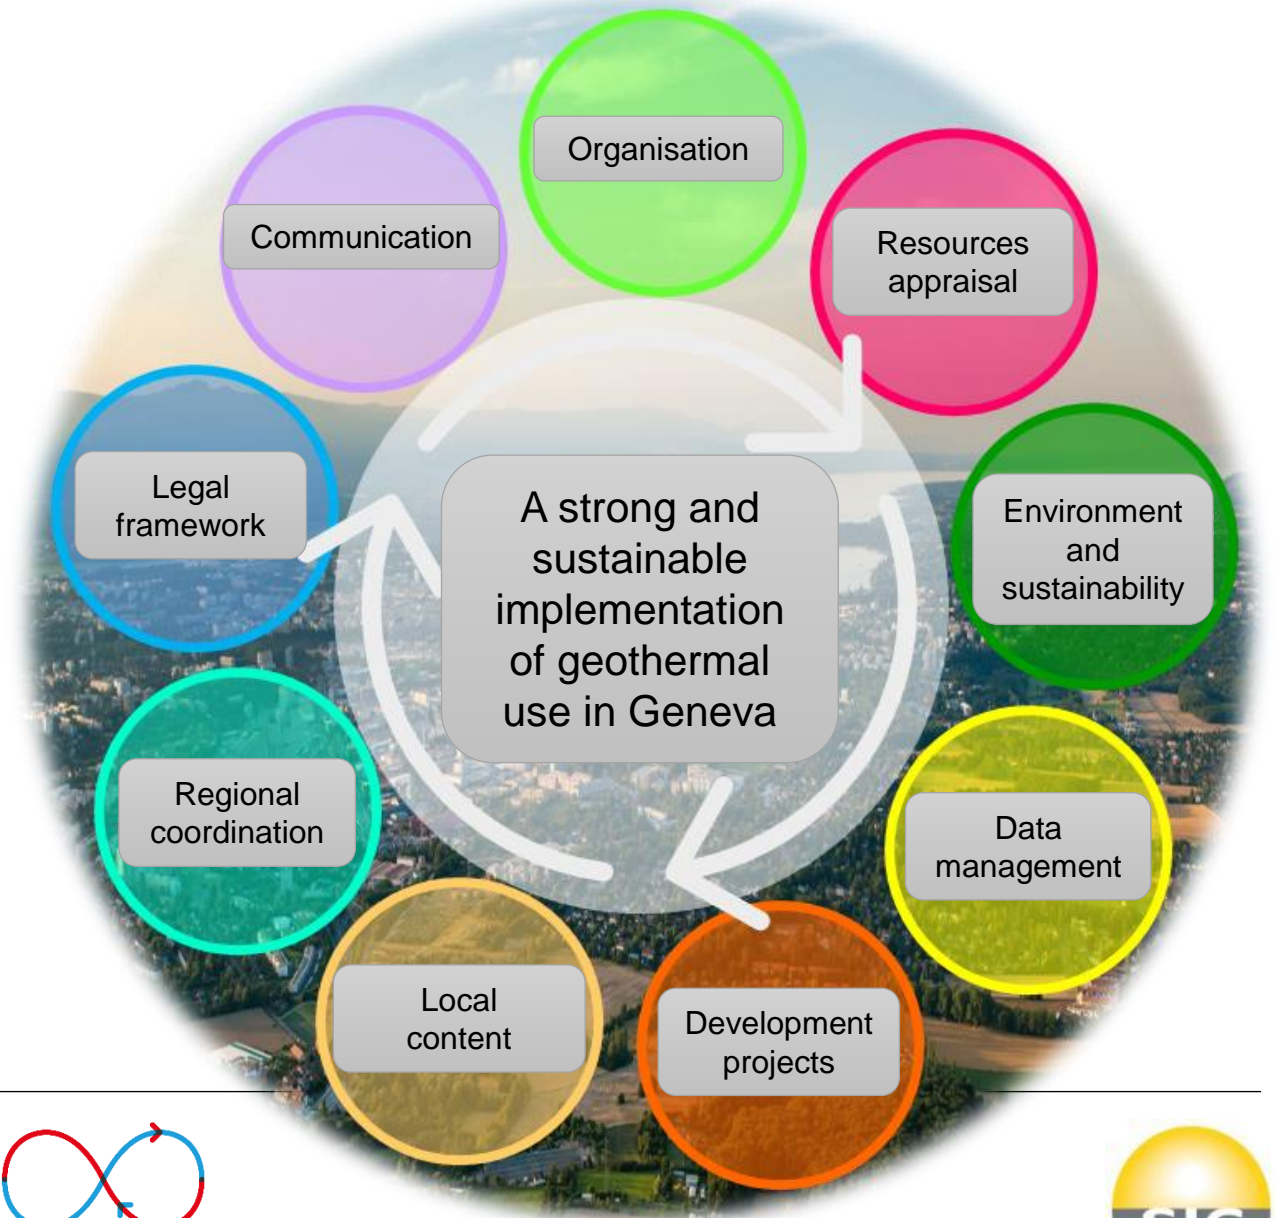 Organisation
Communication
Resources
appraisal
Legal
framework
A strong and
sustainable
implementation
of geothermal
use in Geneva
Environment
and
sustainability
Regional
coordination
Data
management
Local
content
Development
projects
SIG